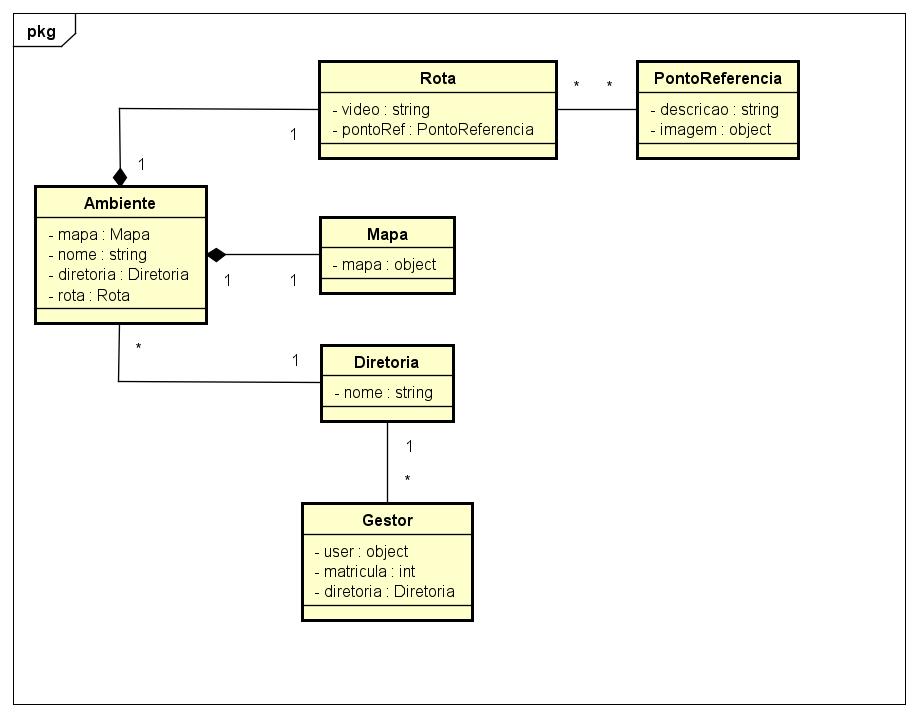 pkg
Rota
- video : string
- pontoRef : PontoReferencia
* *
PontoReferencia
- descricao : string
- imagem : object
1
1
Ambiente
- mapa : Mapa
- nome : string
- diretoria : Diretoria
- rota : Rota
Mapa
- mapa : object
1 1
*
1
Diretoria
- nome : string
1
*
Gestor
- user : object
- matricula : int
- diretoria : Diretoria